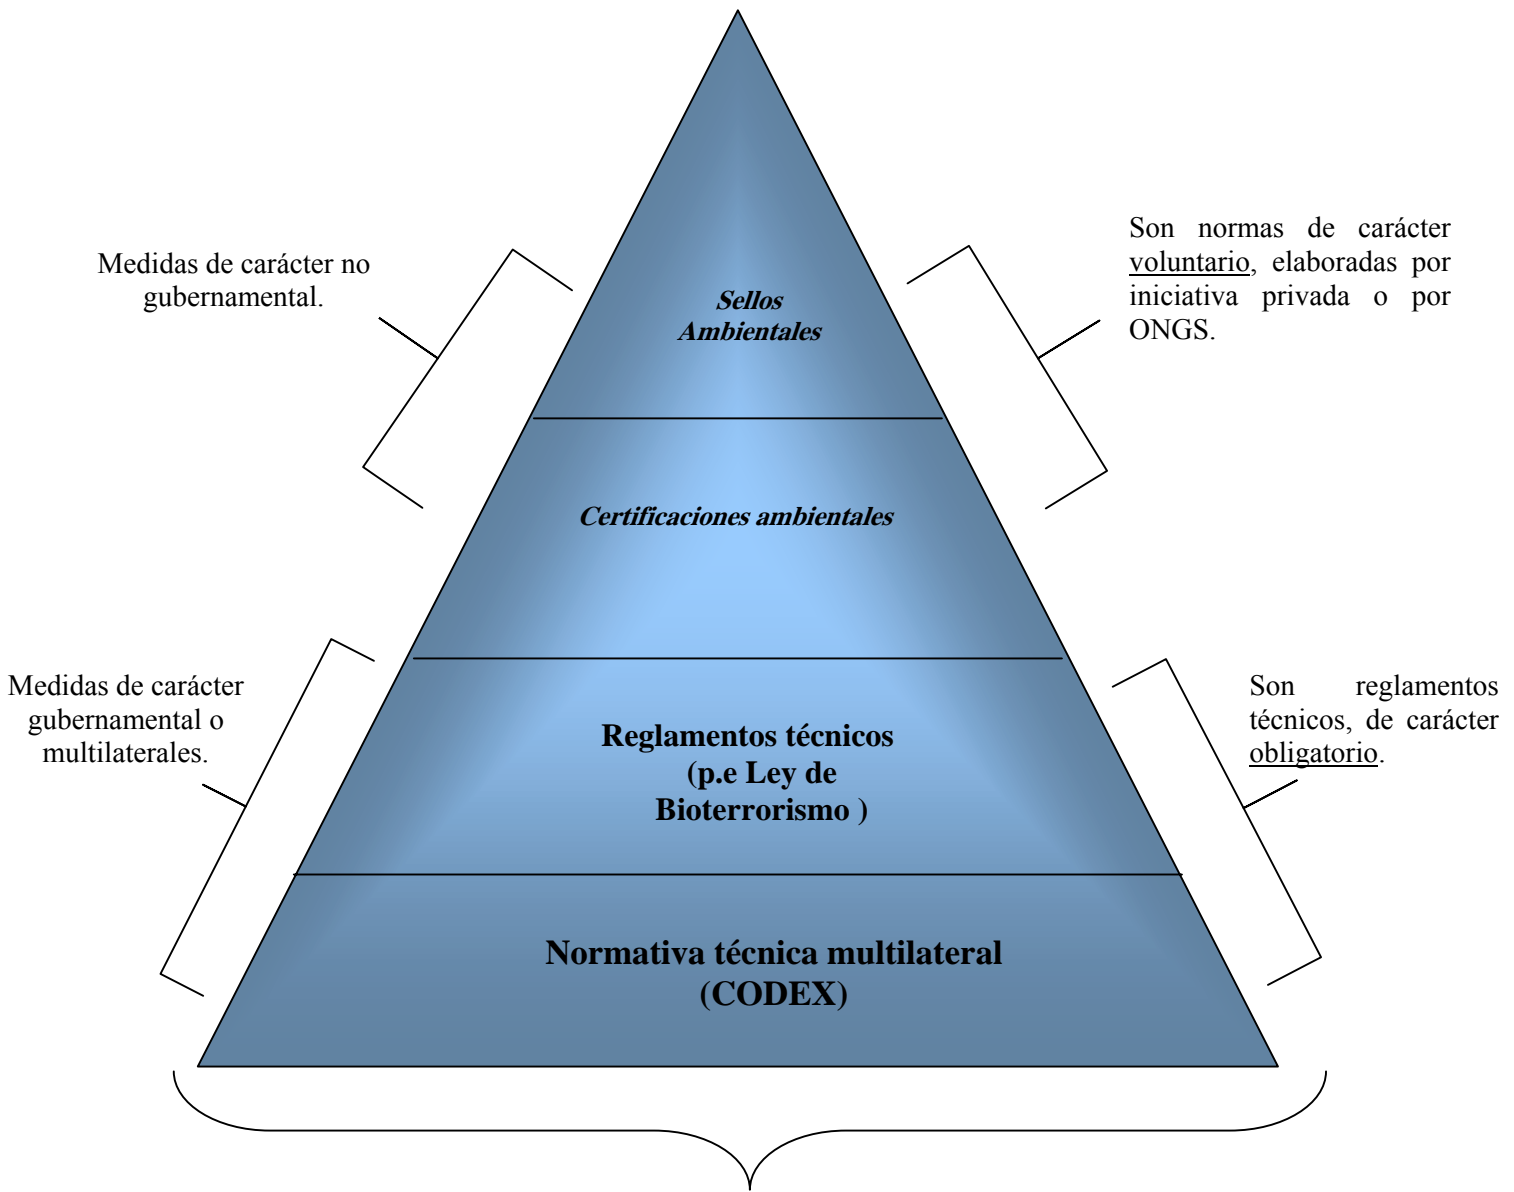 Medidas de carácter no
gubernamental.
Son normas de carácter
voluntario, elaboradas por
iniciativa privada o por
ONGS.
Sellos
Ambientales
Certificaciones ambientales
Medidas de carácter
gubernamental o
multilaterales.
Son reglamentos
técnicos, de carácter
obligatorio.
Reglamentos técnicos
(p.e Ley de
Bioterrorismo )
Normativa técnica multilateral
(CODEX)